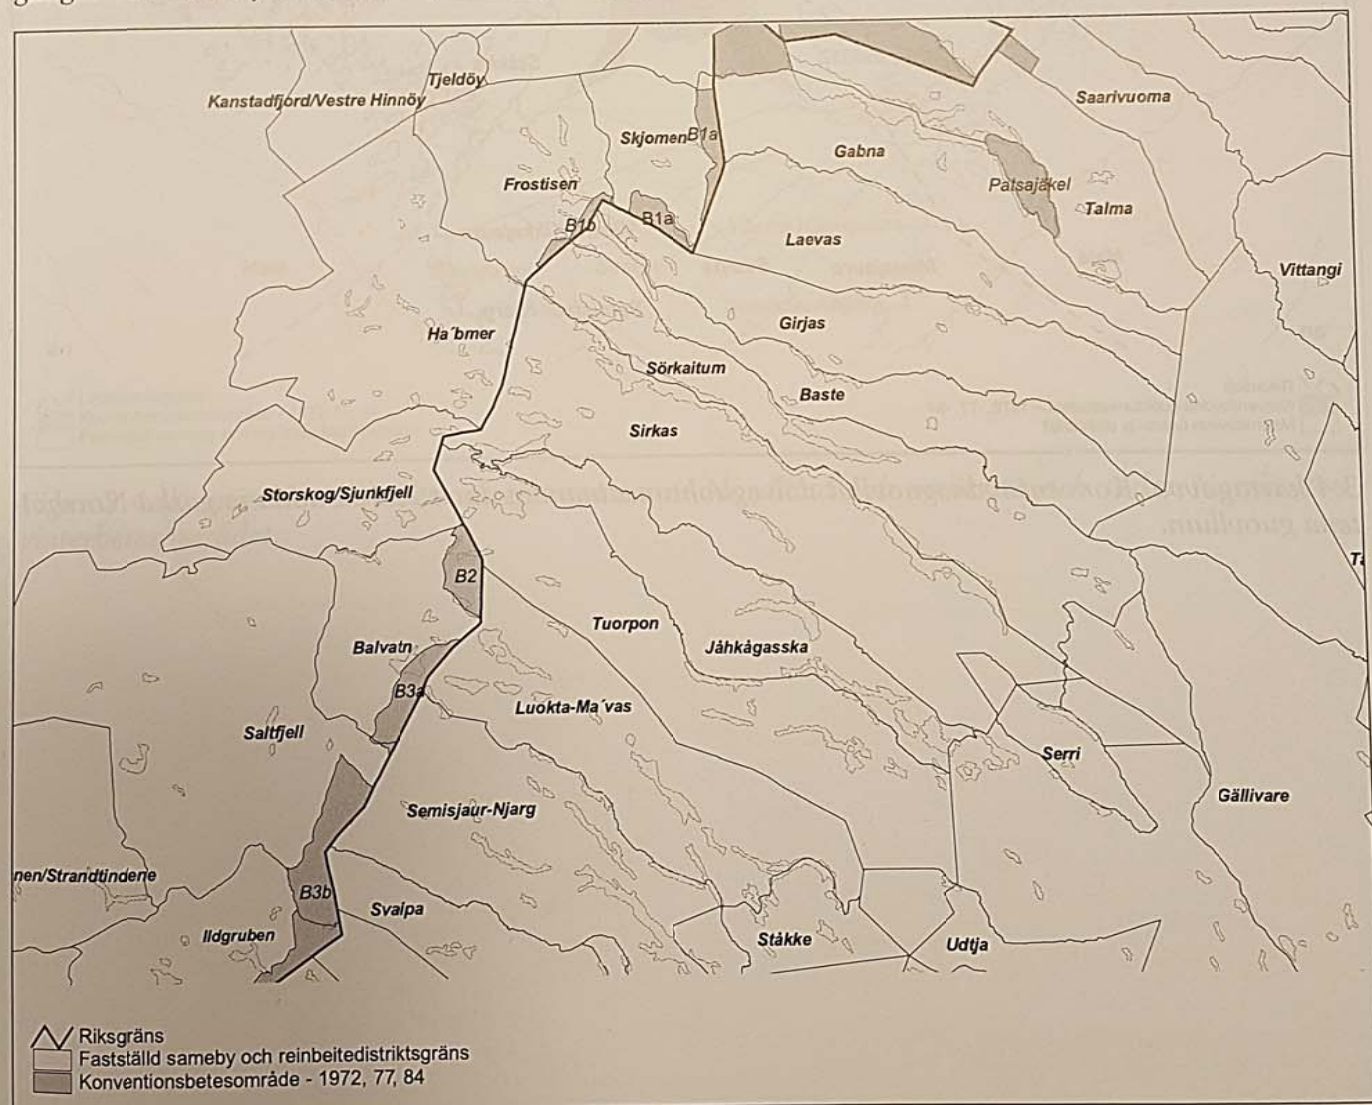 Tjeldöy
Kanstadfjord/Vestre Hinnöy
Saarivuoma
Skjomen
B1a
Gabna
Frostisen
Patsajäkel
Talma
B1b
B1a
Laevas
Vittangi
Girjas
Ha´bmer
Sörkaitum
Baste
Sirkas
Storskog/Sjunkfjell
B2
Tuorpon
Balvatn
Jåhkågasska
B3a
Luokta-Ma´vas
Saltfjell
Serri
Gällivare
Semisjaur-Njarg
nen/Strandtindene
B3b
Svaipa
Ildgruben
Ståkke
Udtja
Riksgräns
Fastställd sameby och reinbeitedistriktsgräns
Konventionsbetesområde - 1972, 77, 84